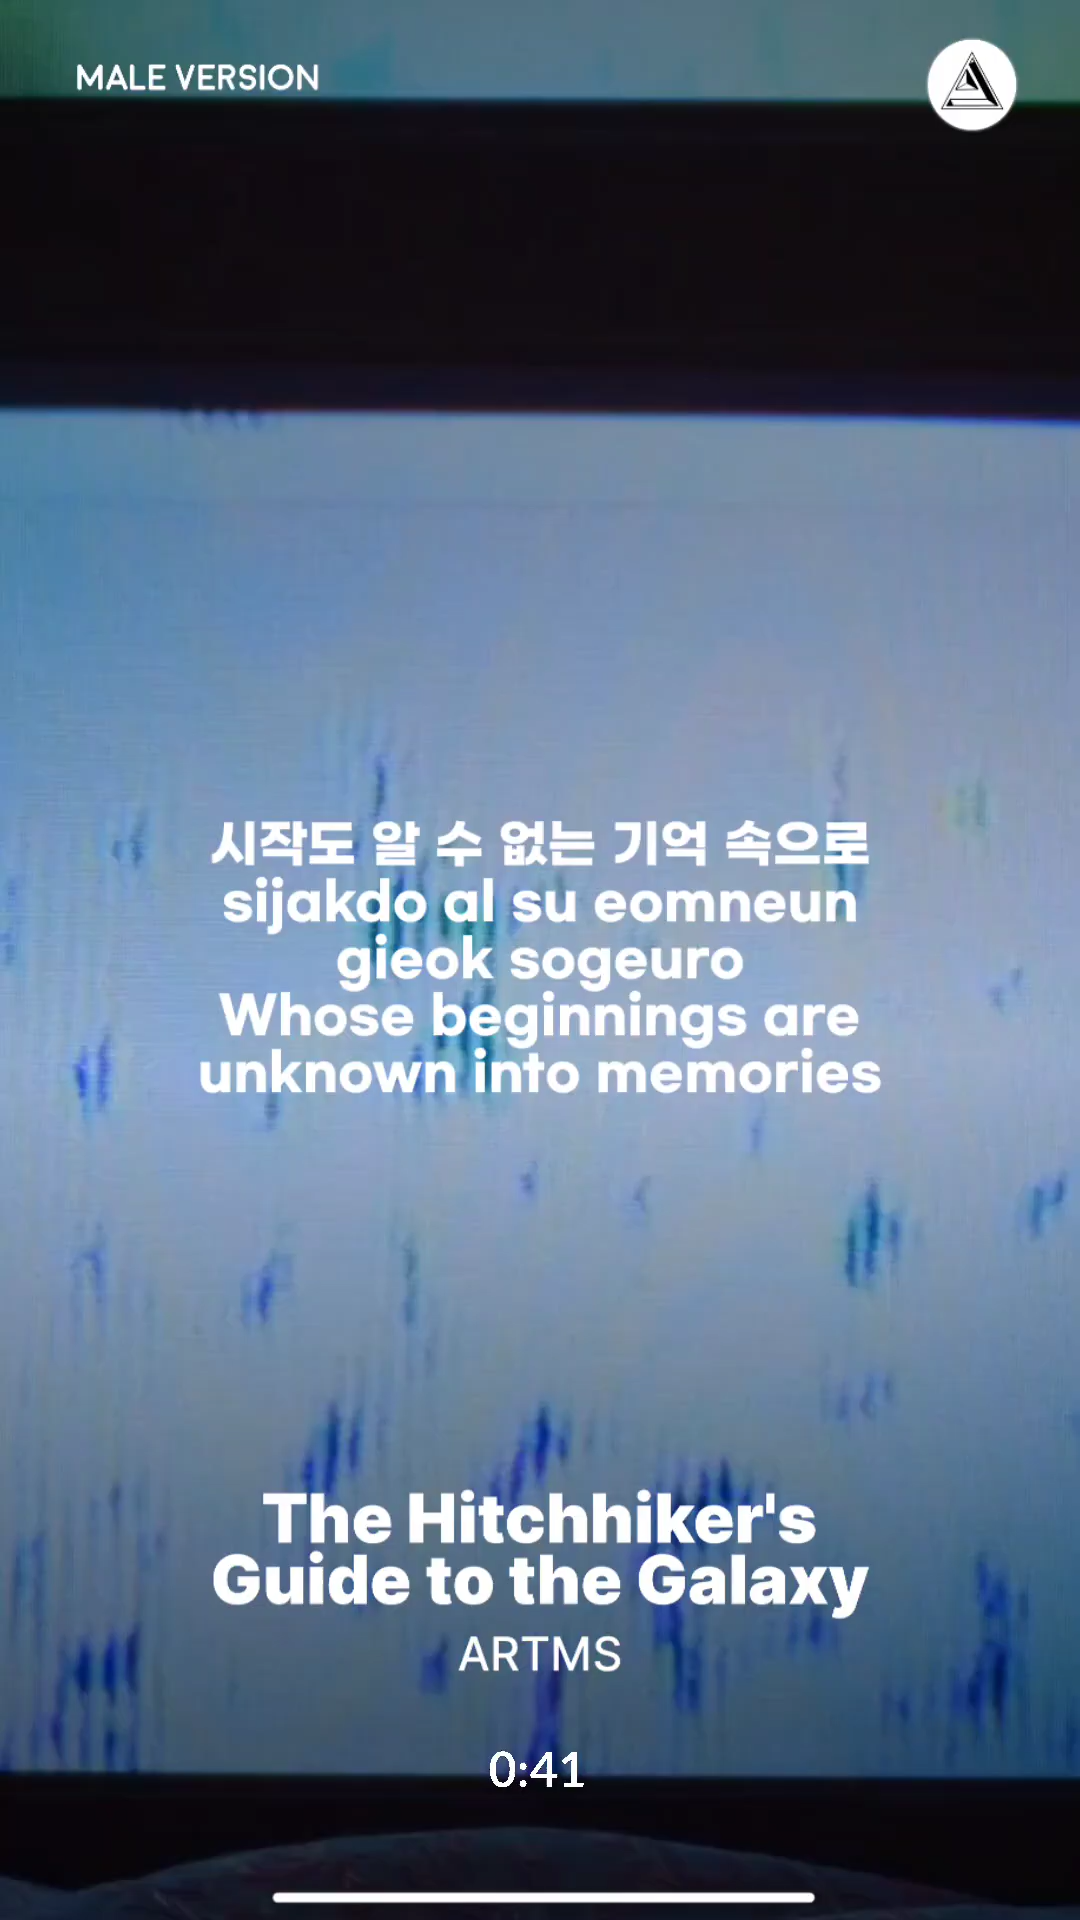 MALE VERSION
시작도 알 수 없는 기억 속으로
sijakdo al su eomneun
gieok sogeuro
Whose beginnings are
unknown into memories
The Hitchhiker's
Guide to the Galaxy
ARTMS
0:41